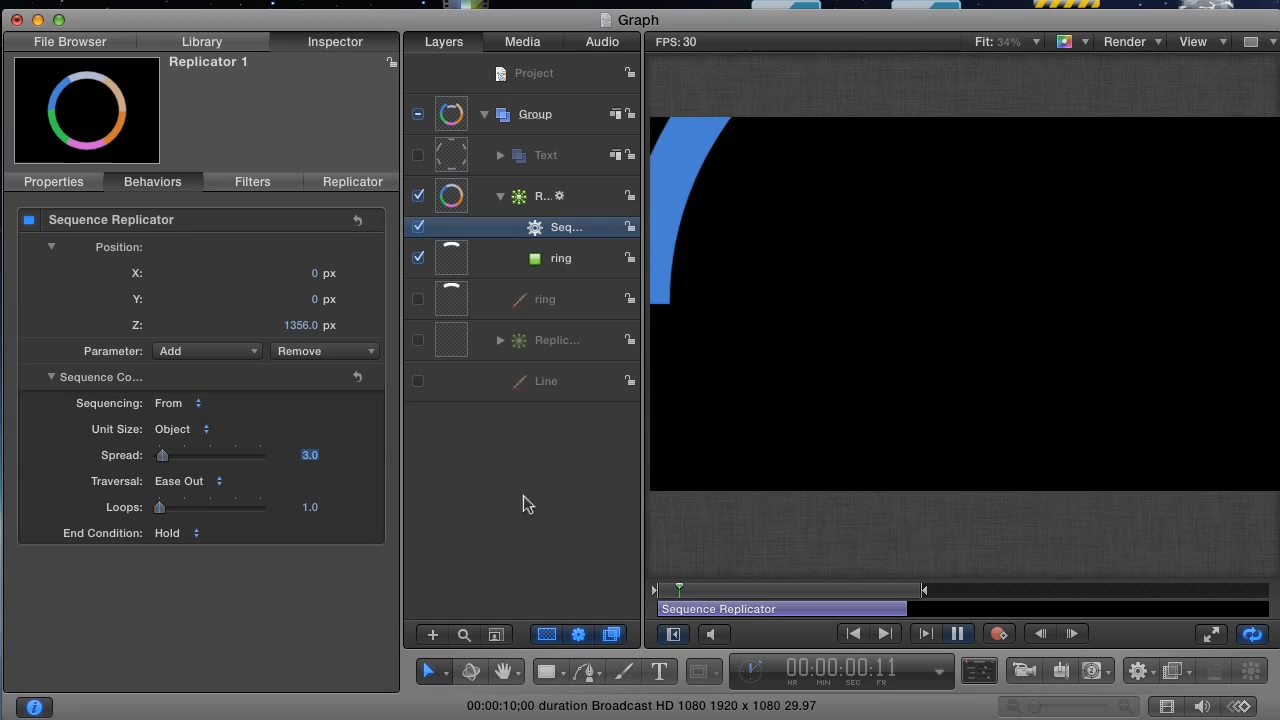 Graph
File Browser
Library
Inspector
Layers
Media
Audio
FPS: 30
Fit: 34%
Render
View
Replicator 1
Project
Group
Text
Properties
Behaviors
Filters
Replicator
R...
Sequence Replicator
Seq...
Position:
ring
X: 0 px
Y: 0 px
ring
Z: 1356.0 px
Replic...
Parameter: Add Remove
Sequence Co...
Line
Sequencing: From
Unit Size: Object
Spread: 3.0
Traversal: Ease Out
Loops: 1.0
End Condition: Hold
Sequence Replicator
T
00:00:00:11
HR MIN SEC FR
00:00:10;00 duration Broadcast HD 1080 1920 x 1080 29.97